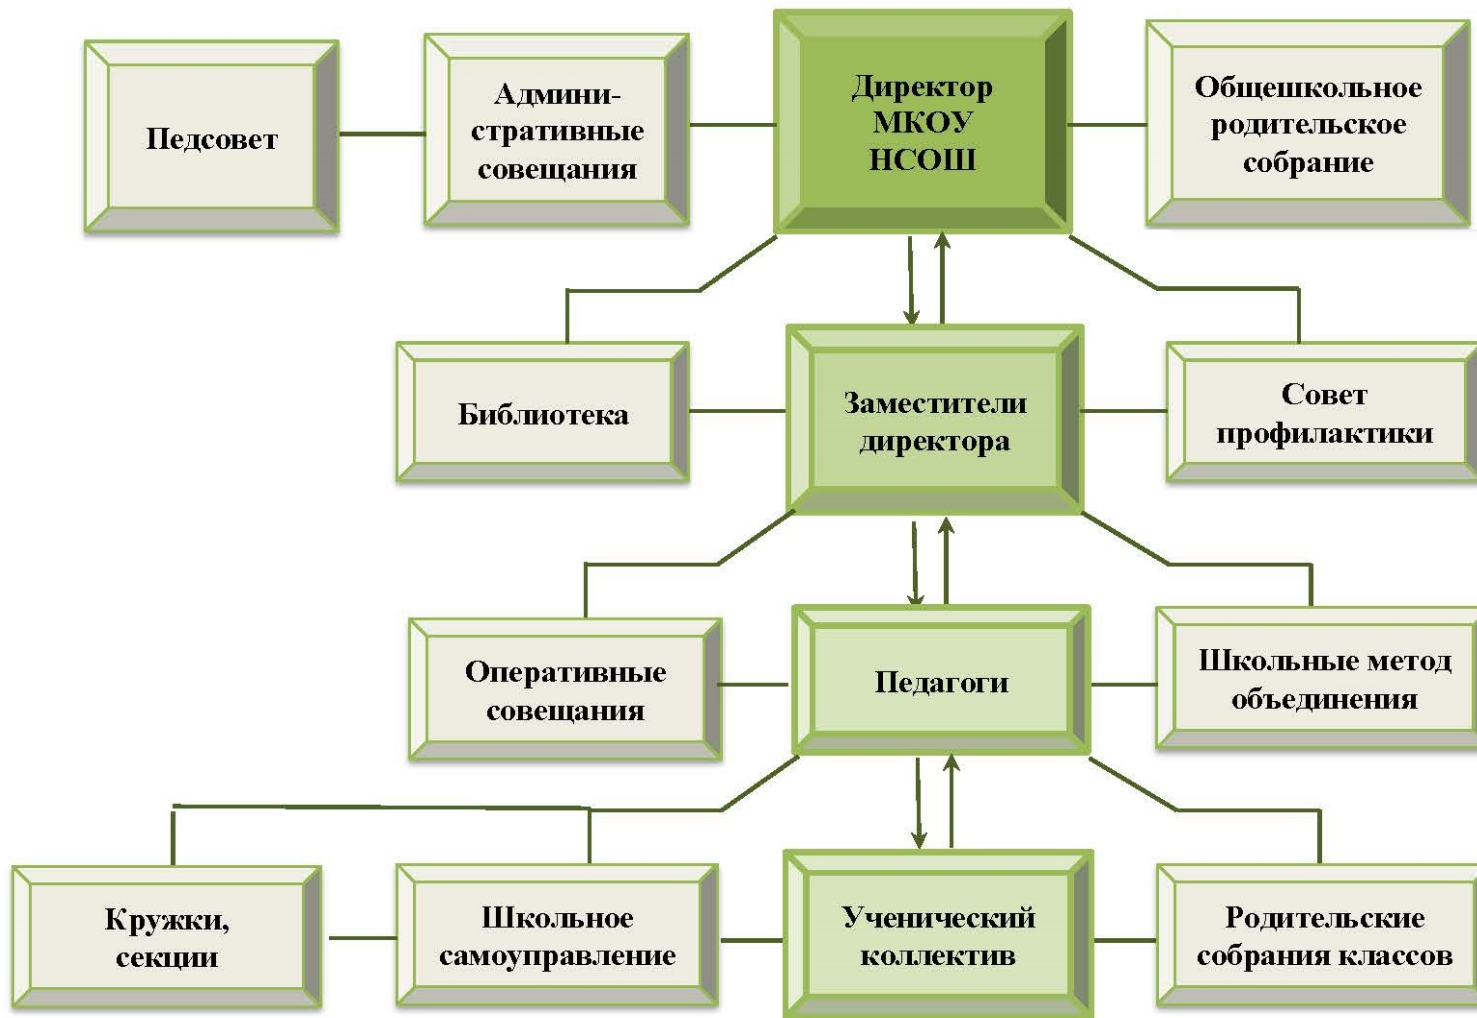 Педсовет
Админи-
стративные
совещания
Директор
МКОУ
НСОШ
Общешкольное
родительское
собрание
Библиотека
Заместители
директора
Совет
профилактики
Оперативные
совещания
Педагоги
Школьные метод
объединения
Кружки,
секции
Школьное
самоуправление
Ученический
коллектив
Родительские
собрания классов